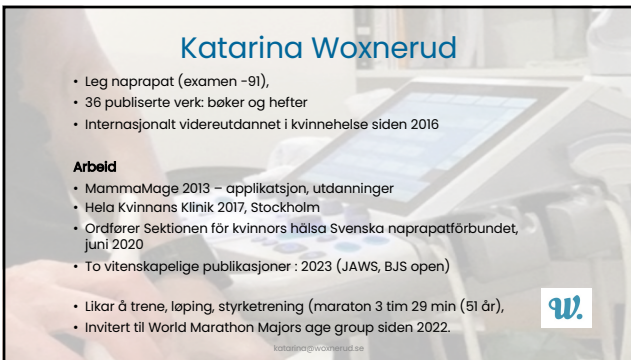 Katarina Woxnerud
• Leg naprapat (examen -91),
• 36 publiserte verk: bøker og hefter
• Internasjonalt videreutdannet i kvinnehelse siden 2016
Arbeid
• MammaMage 2013 – applikatsjon, utdanninger
• Hela Kvinnans Klinik 2017, Stockholm
• Ordfører Sektionen för kvinnors hälsa Svenska naprapatförbundet,
juni 2020
• To vitenskapelige publikasjoner : 2023 (JAWS, BJS open)
• Likar å trene, løping, styrketrening (maraton 3 tim 29 min (51 år),
• Invitert til World Marathon Majors age group siden 2022.
W.
katarina@woxnerud.se